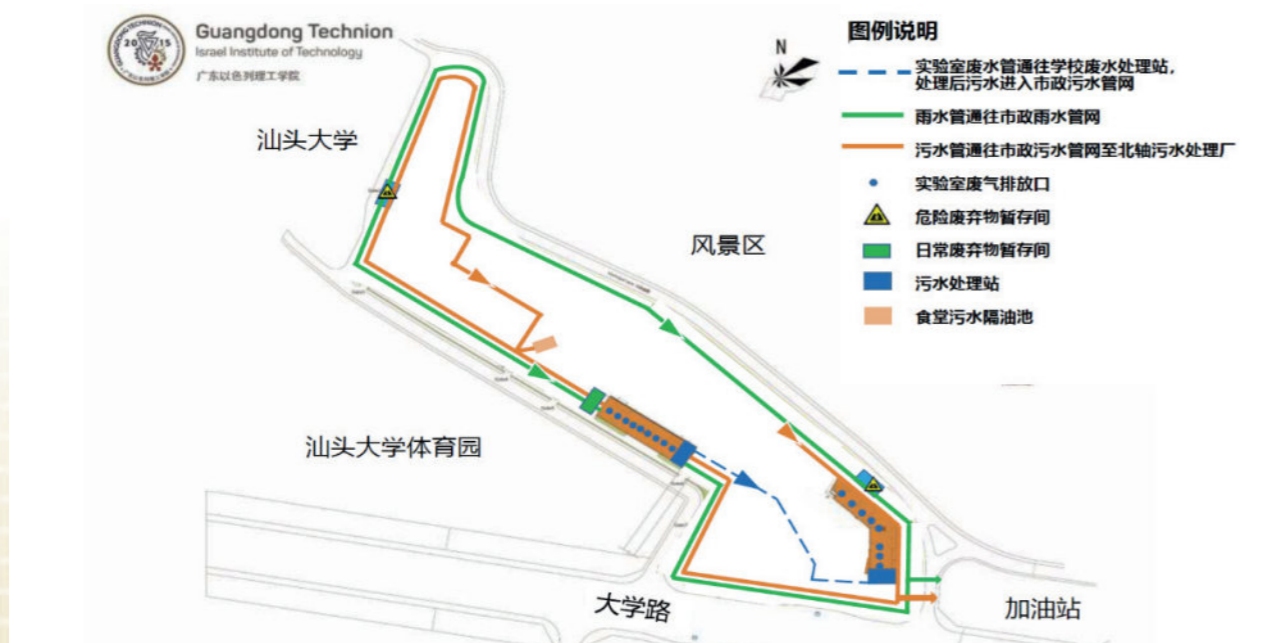 Guangdong Technion
Israel Institute of Technology
广东以色列理工学院
GUANGDONG TECHNION
2015
N
图例说明
实验室废水管通往学校废水处理站,
处理后污水进入市政污水管网
雨水管通往市政雨水管网
污水管通往市政污水管网至北轴污水处理厂
实验室废气排放口
危险废弃物暂存间
日常废弃物暂存间
污水处理站
食堂污水隔油池
汕头大学
风景区
汕头大学体育园
大学路
加油站